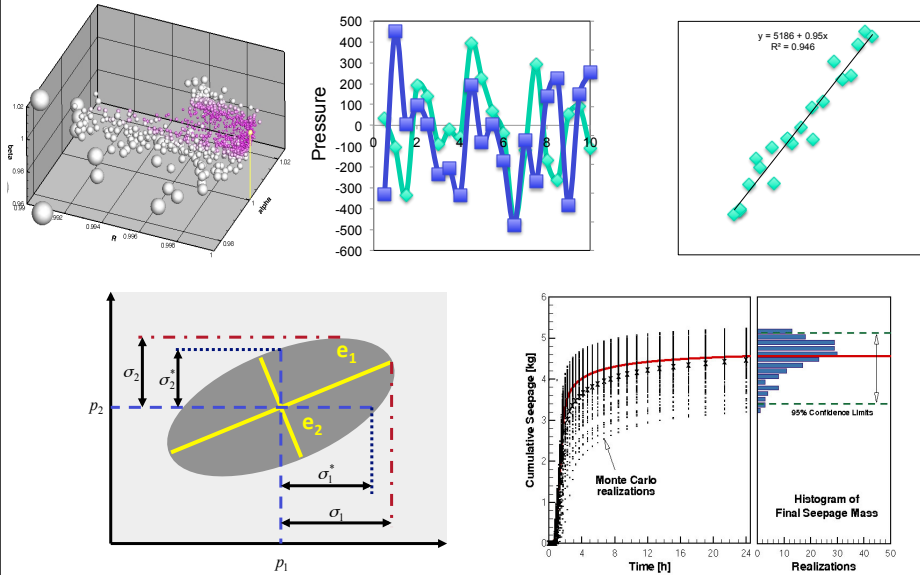 1.02
1
0.98
0.96
beta
0.992
0.994
0.996
0.998
1
R
0.98
1
1.02
alpha
500
400
300
200
100
0
-100
-200
-300
-400
-500
-600
Pressure
0 2 4 6 8 10
y = 5186 + 0.95x
R² = 0.946
σ₂
σ₂*
e₁
e₂
p₂
σ₁*
σ₁
p₁
6
5
4
3
2
1
0
Cumulative Seepage [kg]
Monte Carlo
realizations
0 4 8 12 16 20 24
Time [h]
95% Confidence Limits
Histogram of
Final Seepage Mass
0 10 20 30 40 50
Realizations